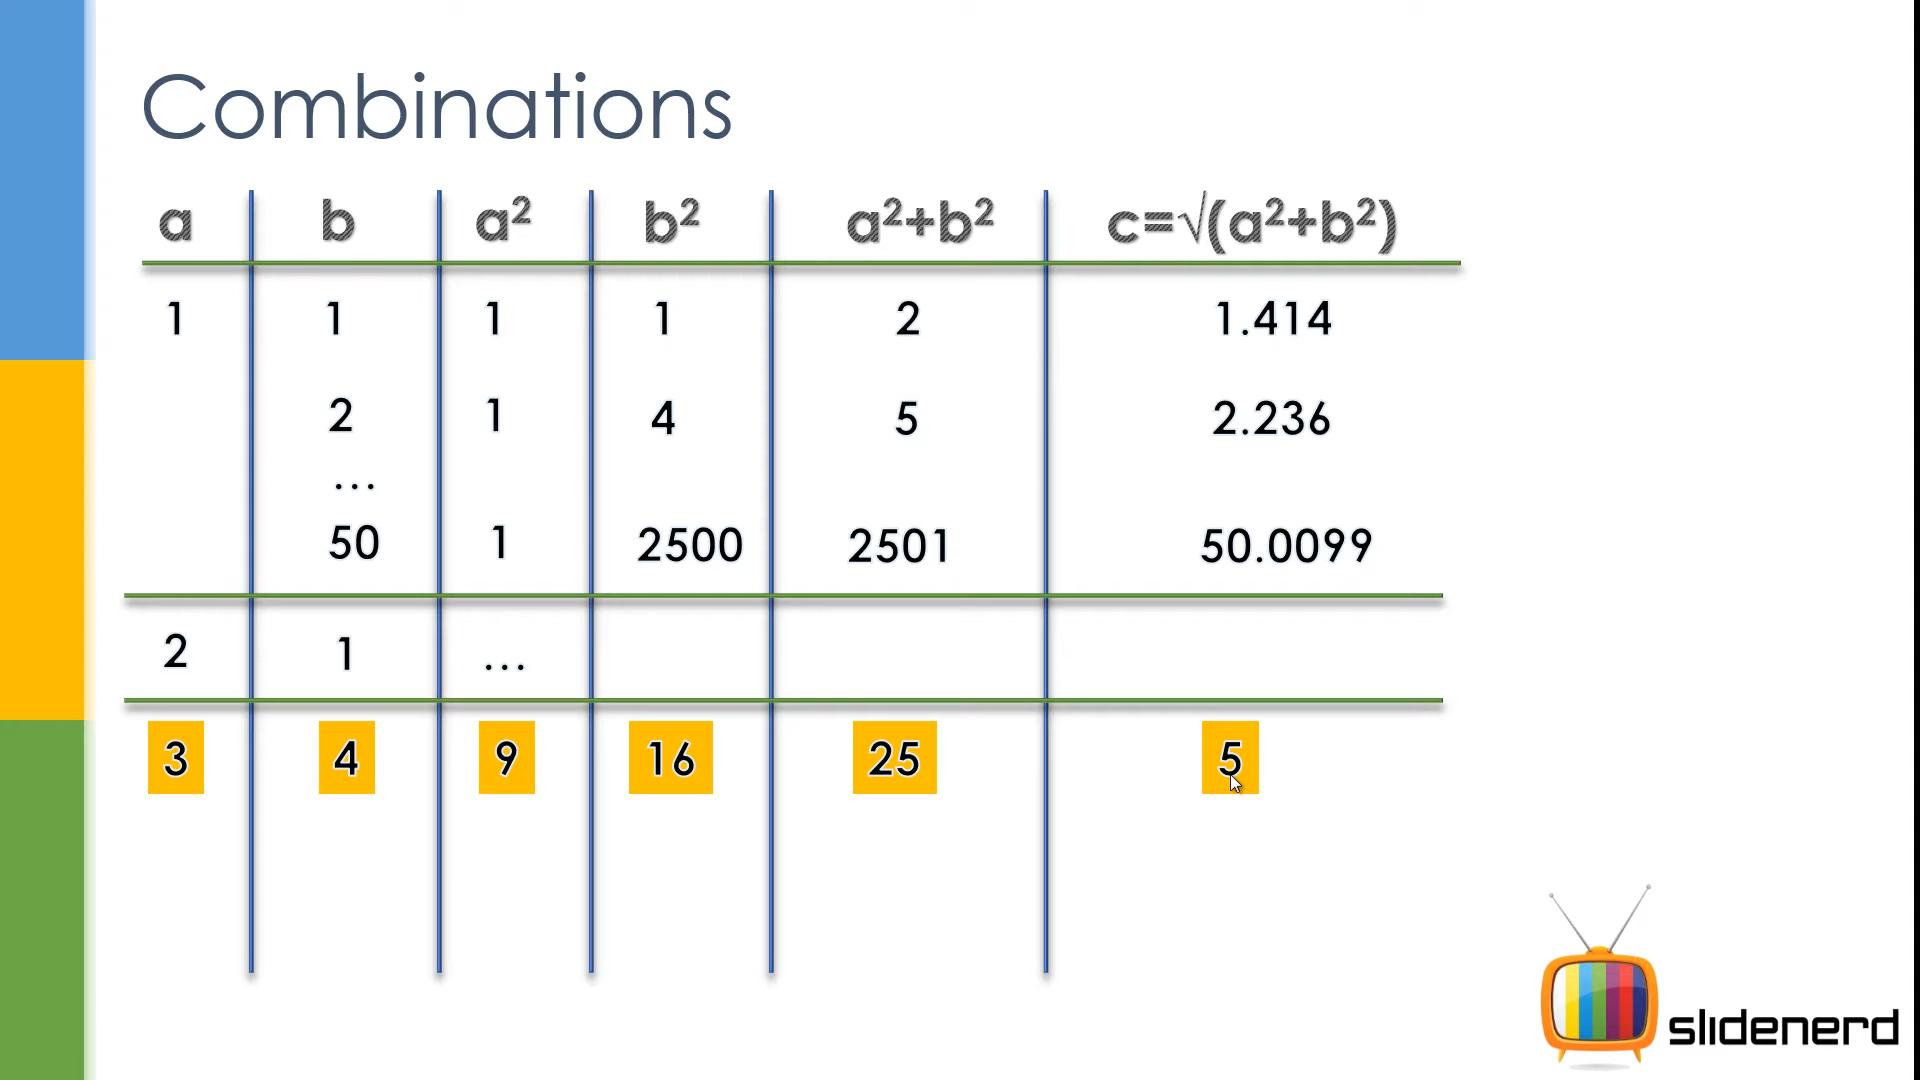 Combinations
a b a² b² a²+b² c=√(a²+b²)
1 1 1 1 2 1.414
2 1 4 5 2.236
...
50 1 2500 2501 50.0099
2 1 ...
3 4 9 16 25 5
slidenerd